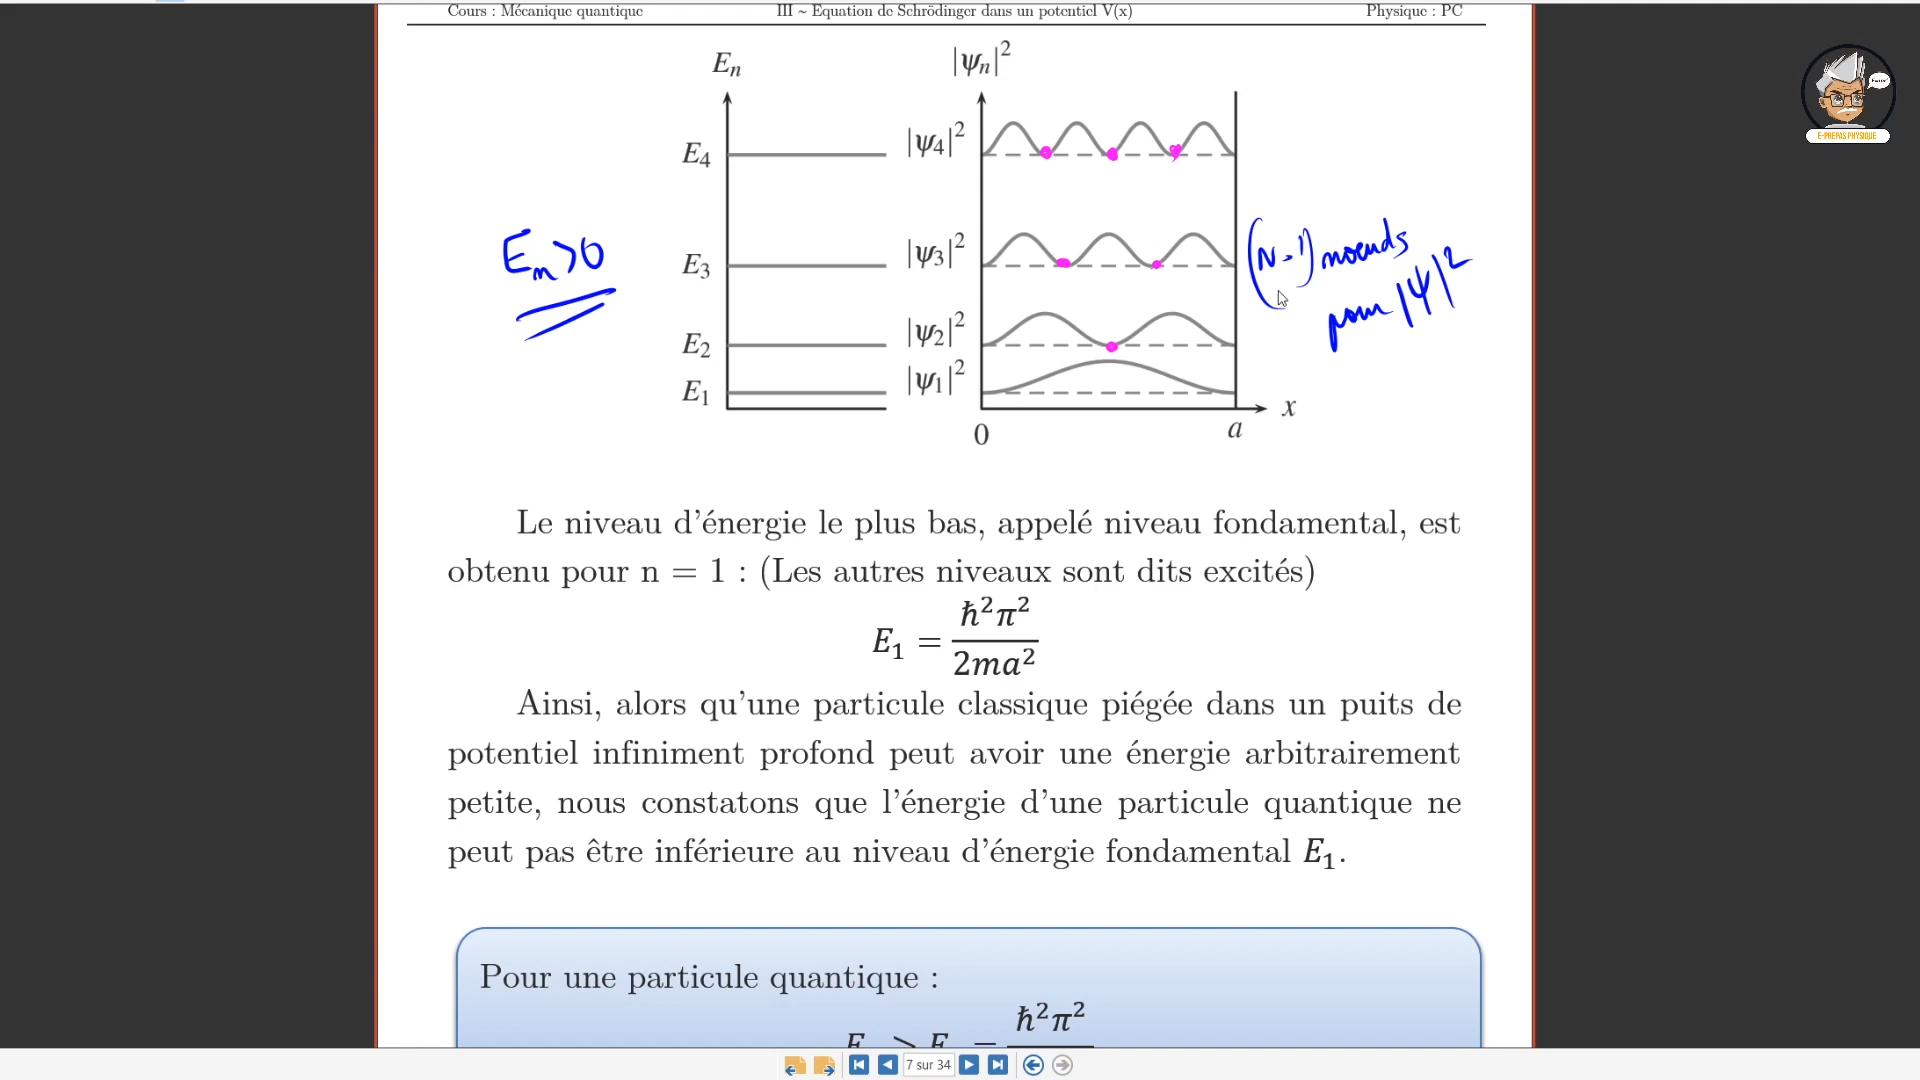 Cours : Mécanique quantique III ~ Equation de Schrödinger dans un potentiel V(x) Physique : PC
Eₙ |ψₙ|²
E₄ |ψ₄|²
E₃ |ψ₃|²
E₂ |ψ₂|²
E₁ |ψ₁|²
0 a x
Eₙ>0
(n-1) noeuds
pour |ψ|²
E-PREPAS PHYSIQUE
Le niveau d'énergie le plus bas, appelé niveau fondamental, est
obtenu pour n = 1 : (Les autres niveaux sont dits excités)
E₁ = ħ²π² / 2ma²
Ainsi, alors qu'une particule classique piégée dans un puits de
potentiel infiniment profond peut avoir une énergie arbitrairement
petite, nous constatons que l'énergie d'une particule quantique ne
peut pas être inférieure au niveau d'énergie fondamental E₁.
Pour une particule quantique :
ħ²π²
7 sur 34